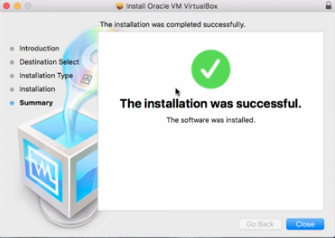 Install Oracle VM VirtualBox
The installation was completed successfully.
Introduction
Destination Select
Installation Type
Installation
Summary
The installation was successful.
The software was installed.
Go Back
Close